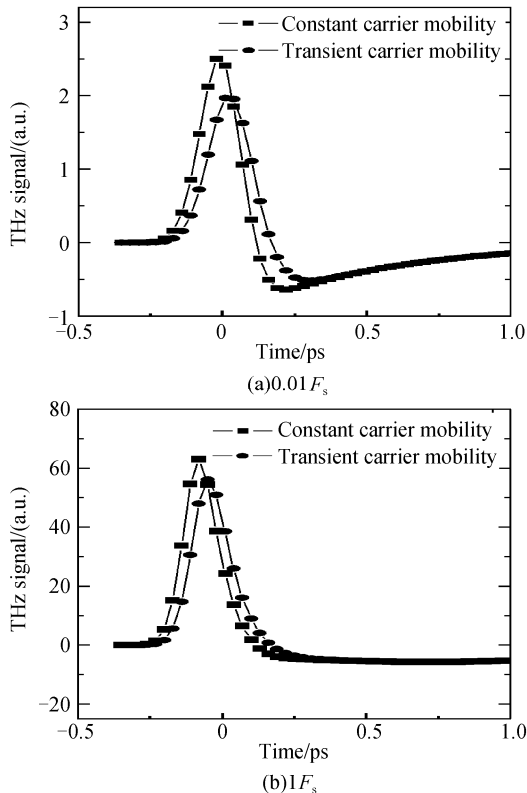 3
Constant carrier mobility
Transient carrier mobility
2
1
0
−1
THz signal/(a.u.)
−0.5
0
0.5
1.0
Time/ps
(a)0.01Fs
80
Constant carrier mobility
60
Transient carrier mobility
40
20
0
−20
THz signal/(a.u.)
−0.5
0
0.5
1.0
Time/ps
(b)1Fs